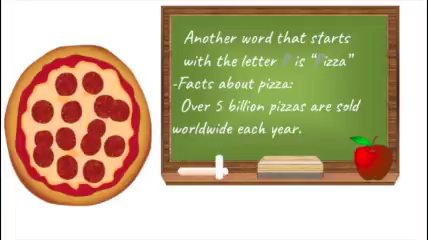 Another word that starts
with the letter P is "Pizza"
-Facts about pizza:
Over 5 billion pizzas are sold
worldwide each year.